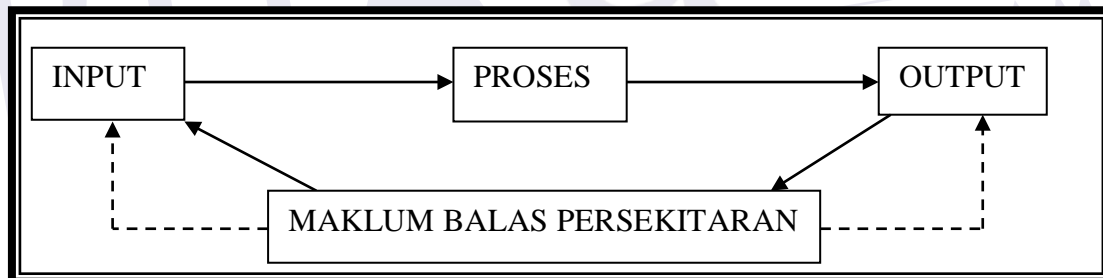 INPUT
PROSES
OUTPUT
MAKLUM BALAS PERSEKITARAN